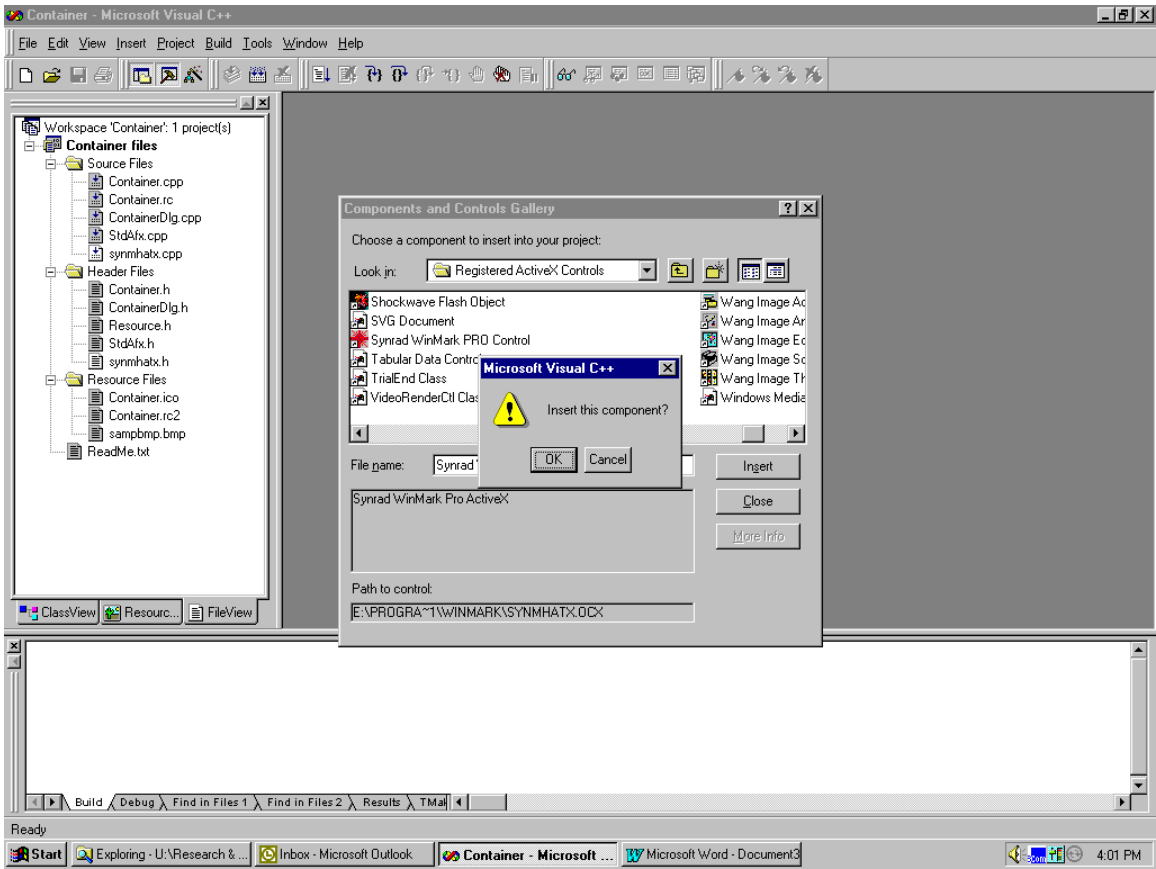 Container - Microsoft Visual C++
File Edit View Insert Project Build Tools Window Help
Workspace 'Container': 1 project(s)
Container files
Source Files
Container.cpp
Container.rc
ContainerDlg.cpp
StdAfx.cpp
synmhatx.cpp
Header Files
Container.h
ContainerDlg.h
Resource.h
StdAfx.h
synmhatx.h
Resource Files
Container.ico
Container.rc2
sampbmp.bmp
ReadMe.txt
ClassView Resourc... FileView
Components and Controls Gallery
Choose a component to insert into your project:
Look in: Registered ActiveX Controls
Shockwave Flash Object
SVG Document
Synrad WinMark PRO Control
Tabular Data Contro
TrialEnd Class
VideoRenderCtl Clas
Wang Image Ad
Wang Image An
Wang Image Ed
Wang Image Sc
Wang Image Th
Windows Media
Microsoft Visual C++
Insert this component?
OK Cancel
File name: Synrad
Insert
Synrad WinMark Pro ActiveX
Close
More Info
Path to control:
E:\PROGRA~1\WINMARK\SYNMHATX.OCX
Build Debug Find in Files 1 Find in Files 2 Results TMak
Ready
Start Exploring - U:\Research & ... Inbox - Microsoft Outlook Container - Microsoft ... Microsoft Word - Document3 4:01 PM